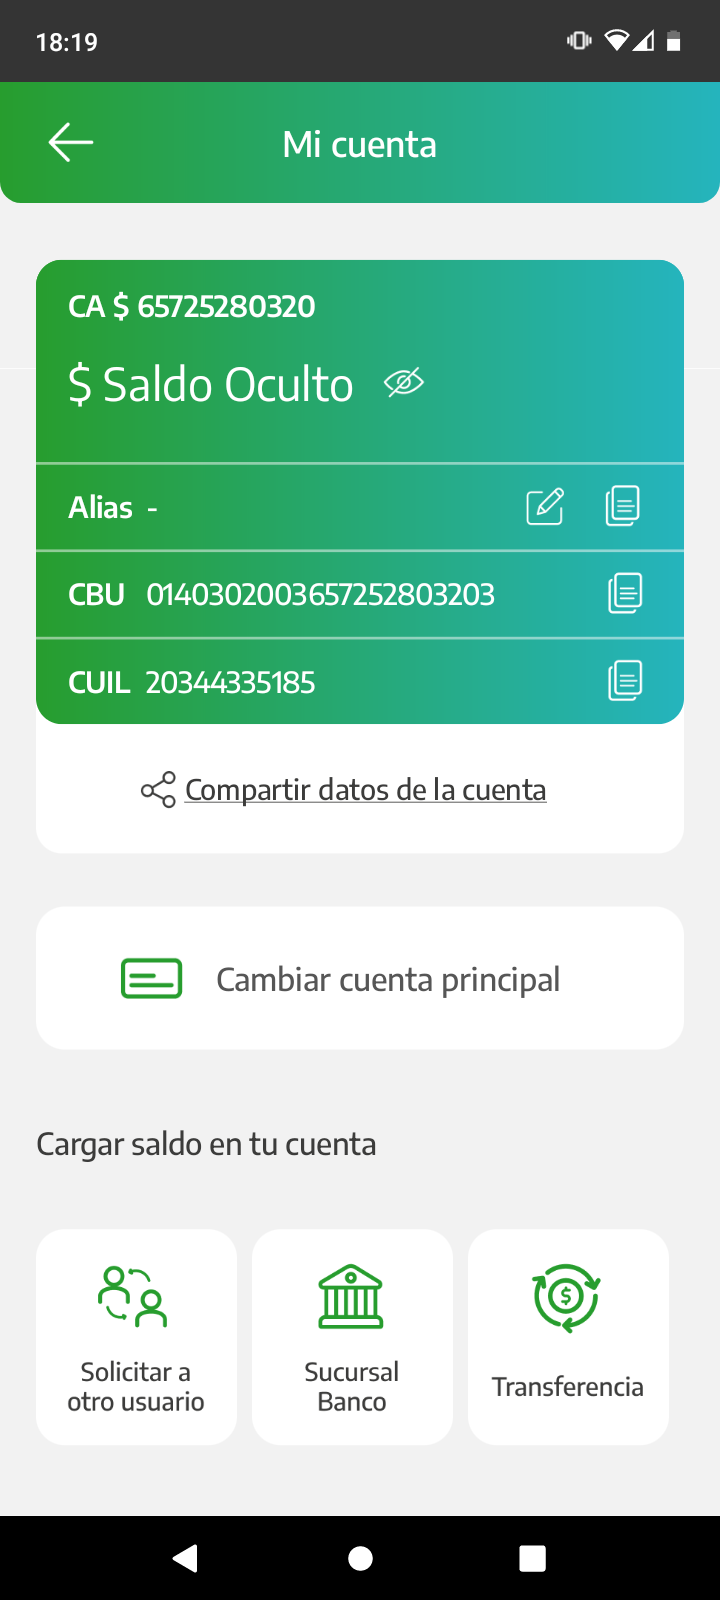 18:19
Mi cuenta
CA $ 65725280320
$ Saldo Oculto
Alias -
CBU 0140302003657252803203
CUIL 20344335185
Compartir datos de la cuenta
Cambiar cuenta principal
Cargar saldo en tu cuenta
Solicitar a
otro usuario
Sucursal
Banco
Transferencia